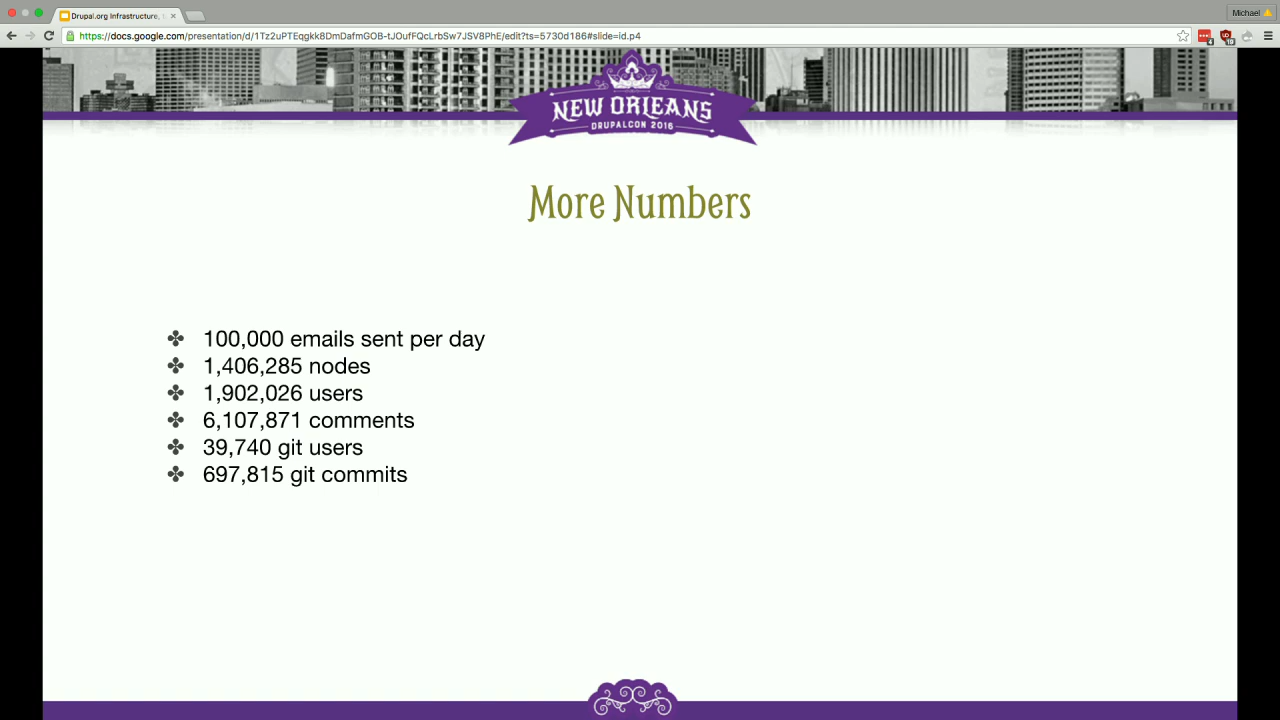 Drupal.org Infrastructure,
Michael
https://docs.google.com/presentation/d/1Tz2uPTEqgkk8DmDafmGOB-tJOufFQcLrbSw7JSV8PhE/edit?ts=5730d186#slide=id.p4
NEW ORLEANS
DRUPALCON 2016
More Numbers
✤ 100,000 emails sent per day
✤ 1,406,285 nodes
✤ 1,902,026 users
✤ 6,107,871 comments
✤ 39,740 git users
✤ 697,815 git commits